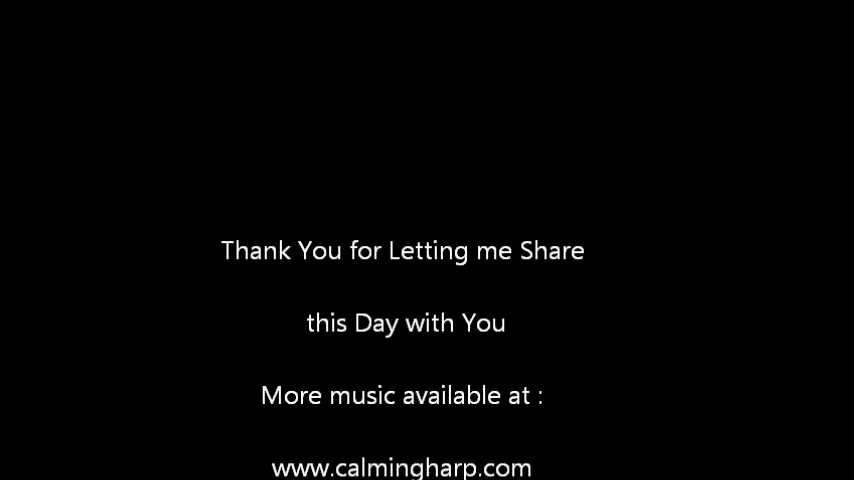 Thank You for Letting me Share
this Day with You
More music available at :
www.calmingharp.com